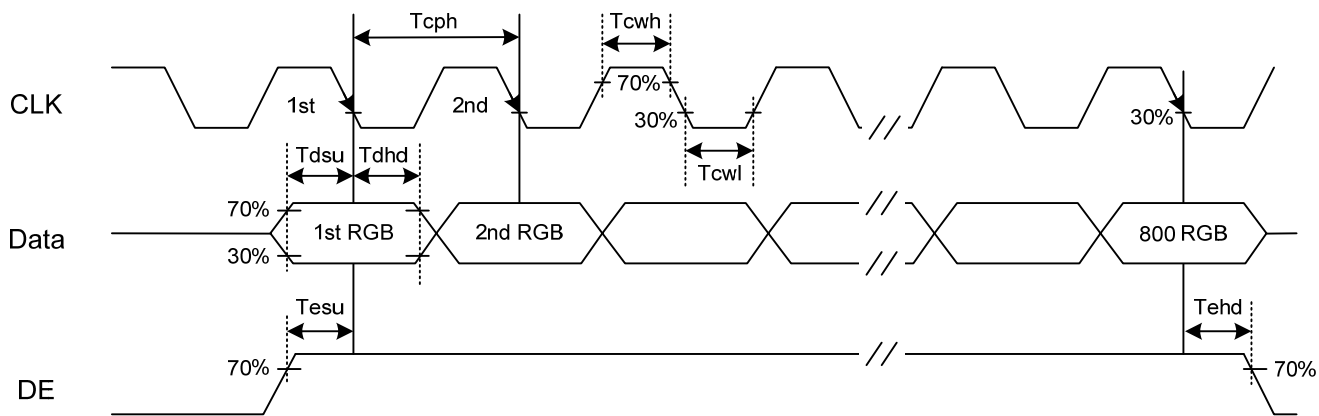 Tcph
Tcwh
CLK
1st
2nd
70%
30%
30%
Tcwl
Tdsu
Tdhd
70%
Data
1st RGB
2nd RGB
800 RGB
30%
Tesu
Tehd
70%
70%
DE